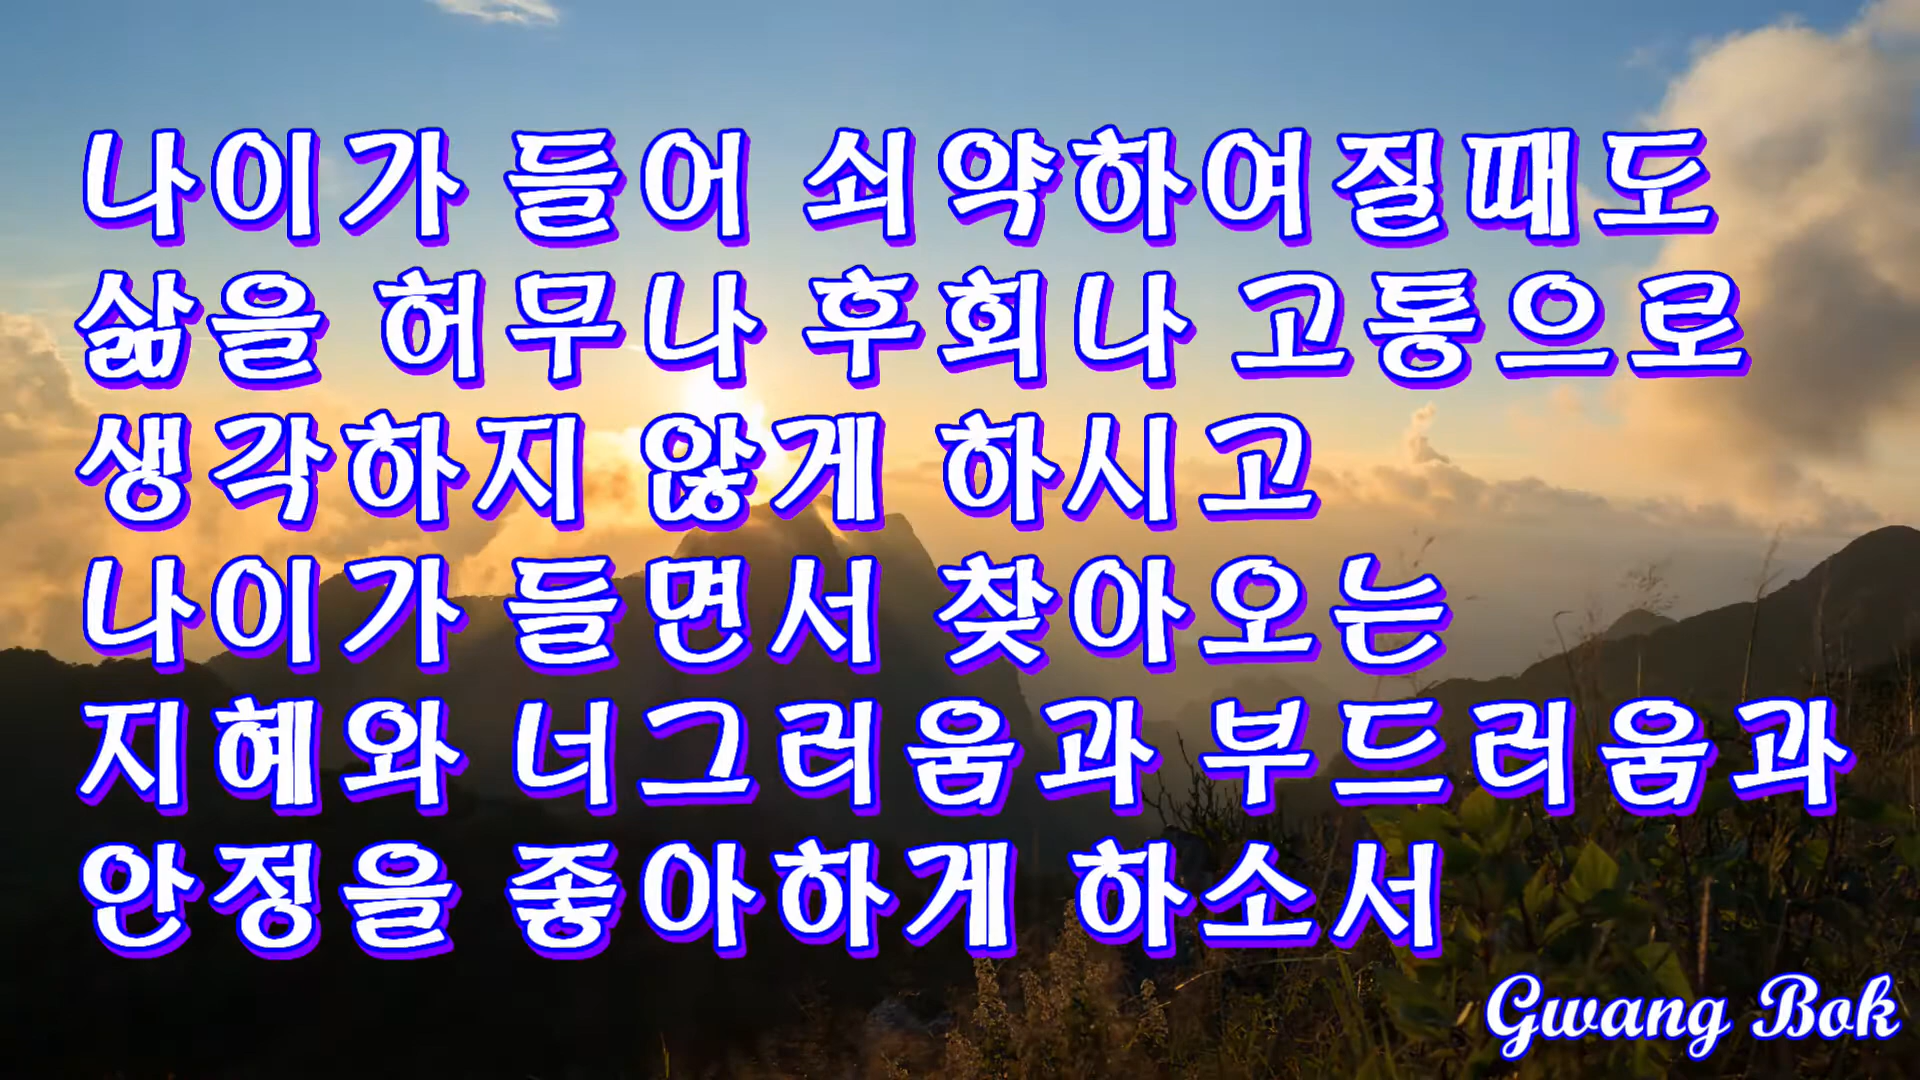 나이가 들어 쇠약하여질때도
삶을 허무나 후회나 고통으로
생각하지 않게 하시고
나이가 들면서 찾아오는
지혜와 너그러움과 부드러움과
안정을 좋아하게 하소서
Gwang Bok